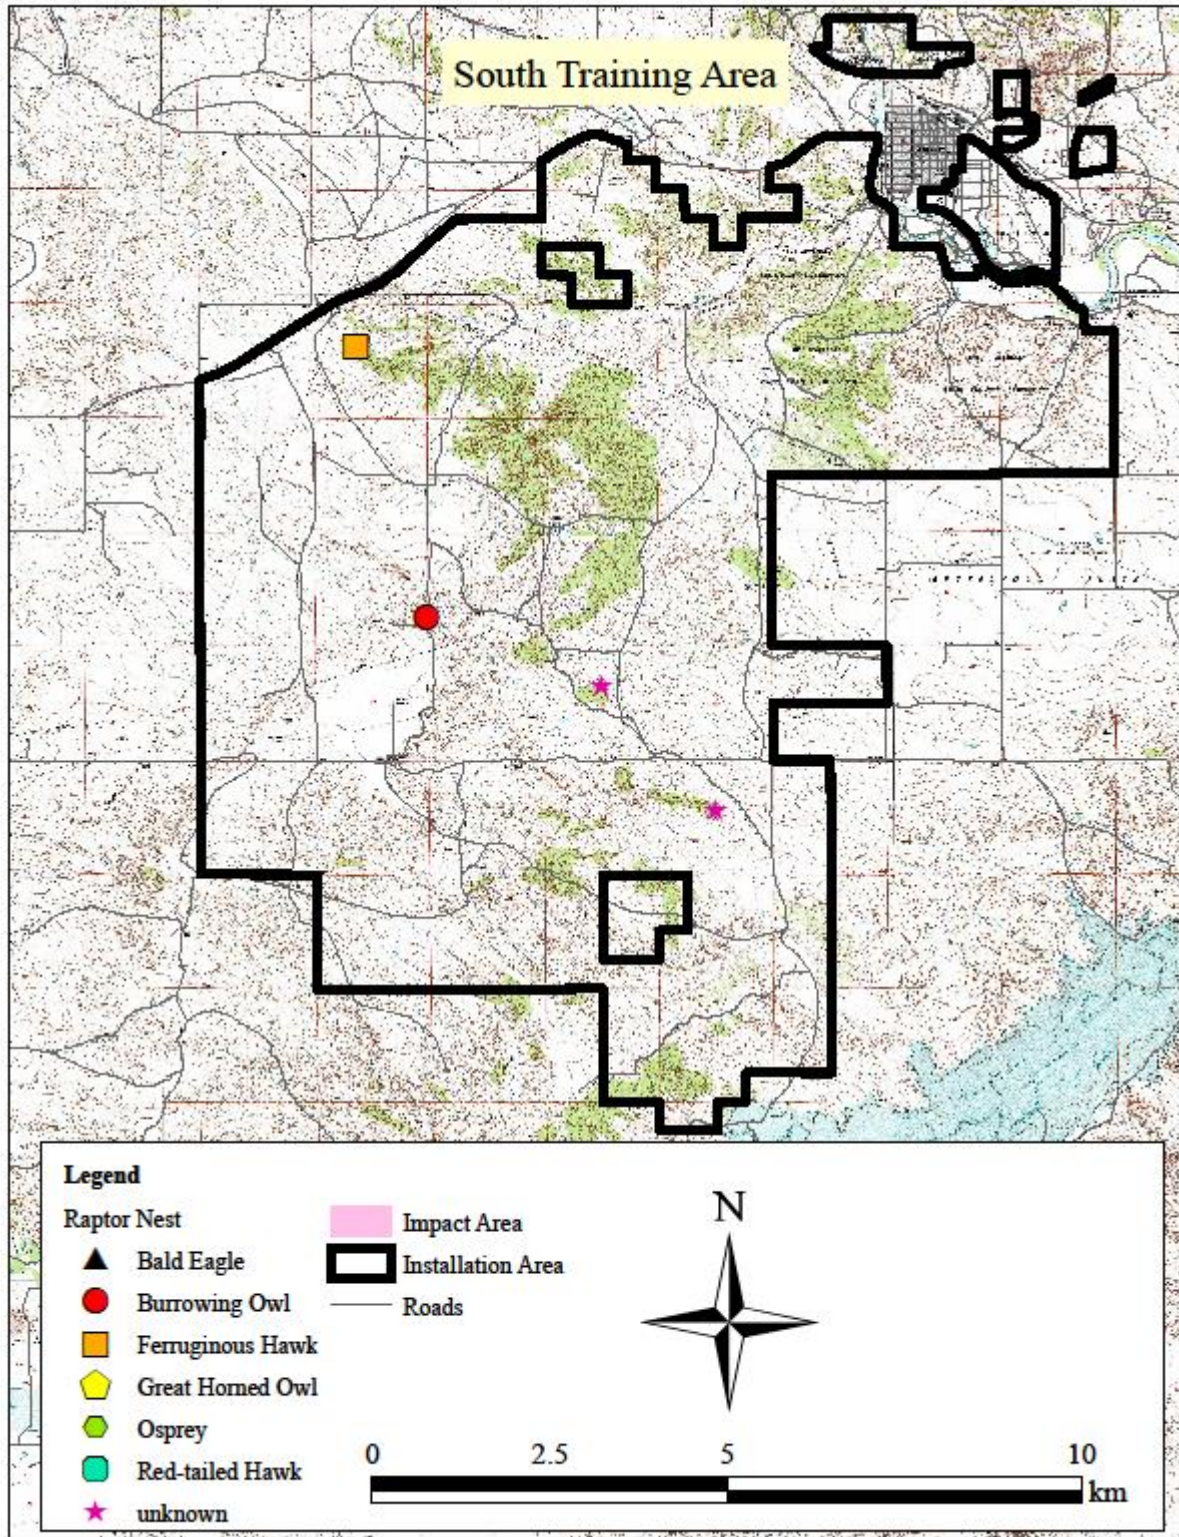 South Training Area
Legend
Raptor Nest
Bald Eagle
Burrowing Owl
Ferruginous Hawk
Great Horned Owl
Osprey
Red-tailed Hawk
unknown
Impact Area
Installation Area
Roads
N
0 2.5 5 10
km